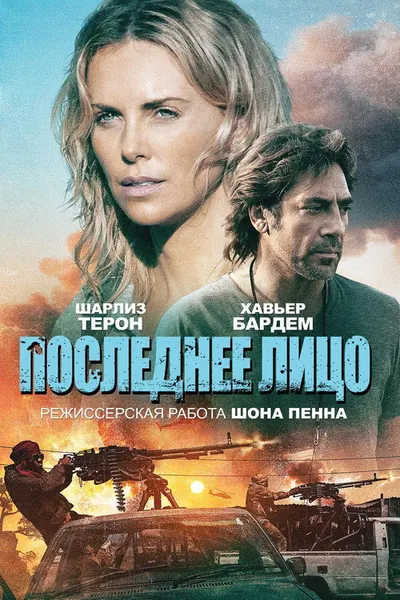 ШАРЛИЗ ТЕРОН
ХАВЬЕР БАРДЕМ
ПОСЛЕДНЕЕ ЛИЦО
РЕЖИССЕРСКАЯ РАБОТА ШОНА ПЕННА